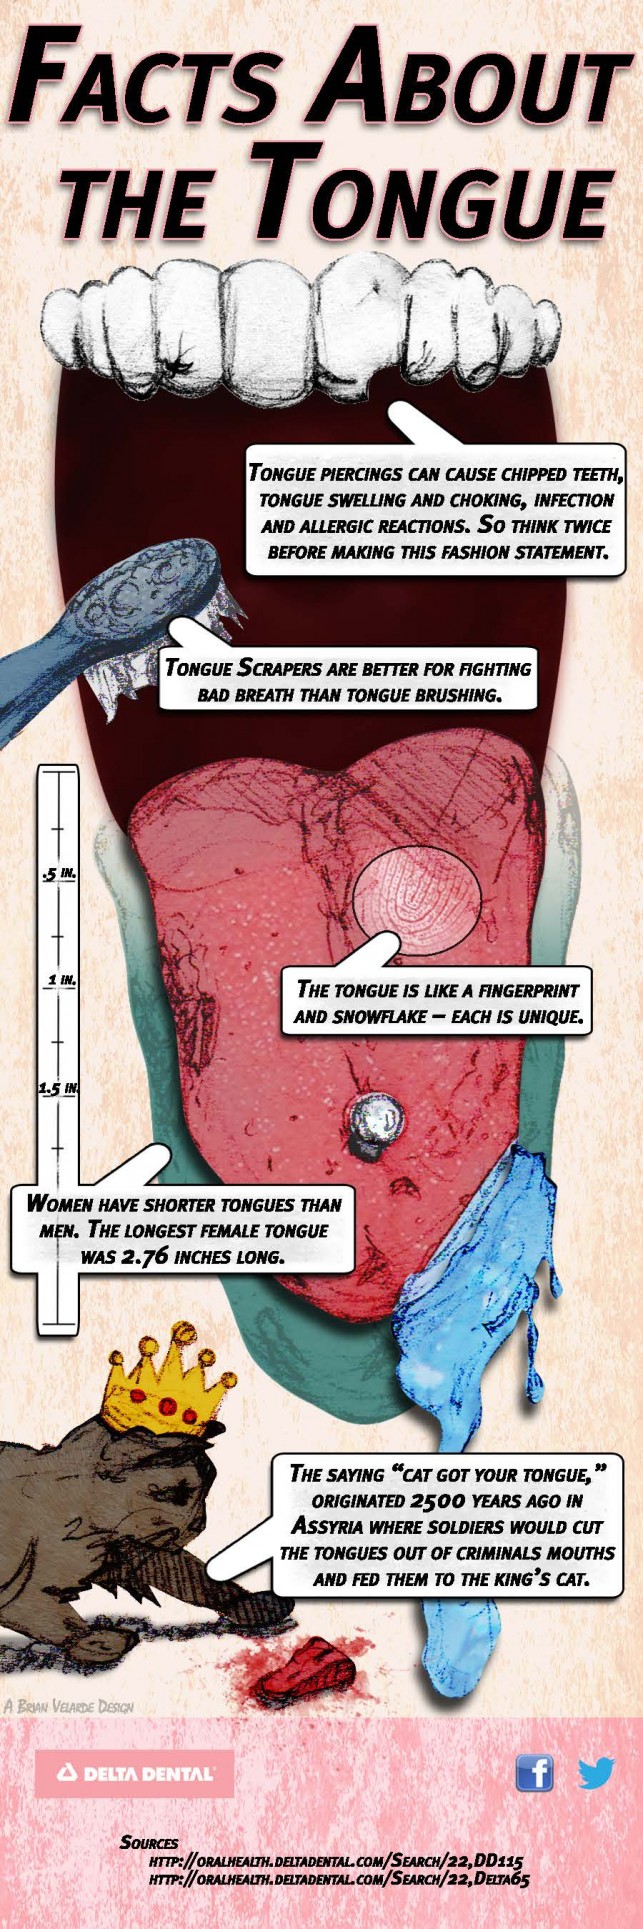 Facts About
the Tongue
Tongue piercings can cause chipped teeth,
tongue swelling and choking, infection
and allergic reactions. So think twice
before making this fashion statement.
Tongue Scrapers are better for fighting
bad breath than tongue brushing.
.5 in.
1 in.
1.5 in.
The tongue is like a fingerprint
and snowflake – each is unique.
Women have shorter tongues than
men. The longest female tongue
was 2.76 inches long.
The saying “cat got your tongue,”
originated 2500 years ago in
Assyria where soldiers would cut
the tongues out of criminals mouths
and fed them to the king's cat.
A Brian Velarde Design
DELTA DENTAL
Sources
http://oralhealth.deltadental.com/Search/22,DD115
http://oralhealth.deltadental.com/Search/22,Delta65